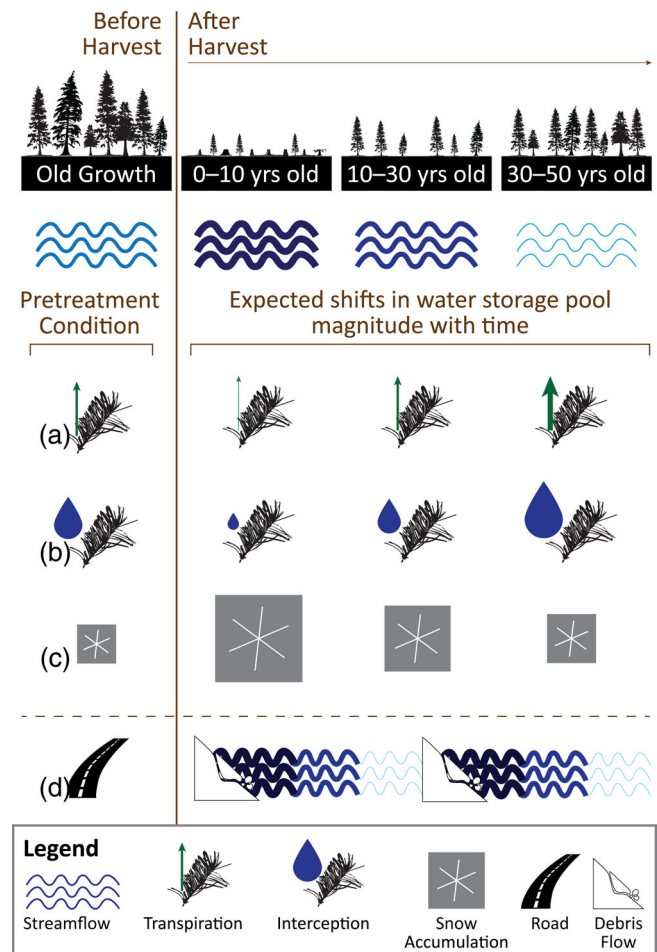 Before
Harvest
After
Harvest
Old Growth
0–10 yrs old
10–30 yrs old
30–50 yrs old
Pretreatment
Condition
Expected shifts in water storage pool
magnitude with time
(a)
(b)
(c)
(d)
Legend
Streamflow
Transpiration
Interception
Snow
Accumulation
Road
Debris
Flow